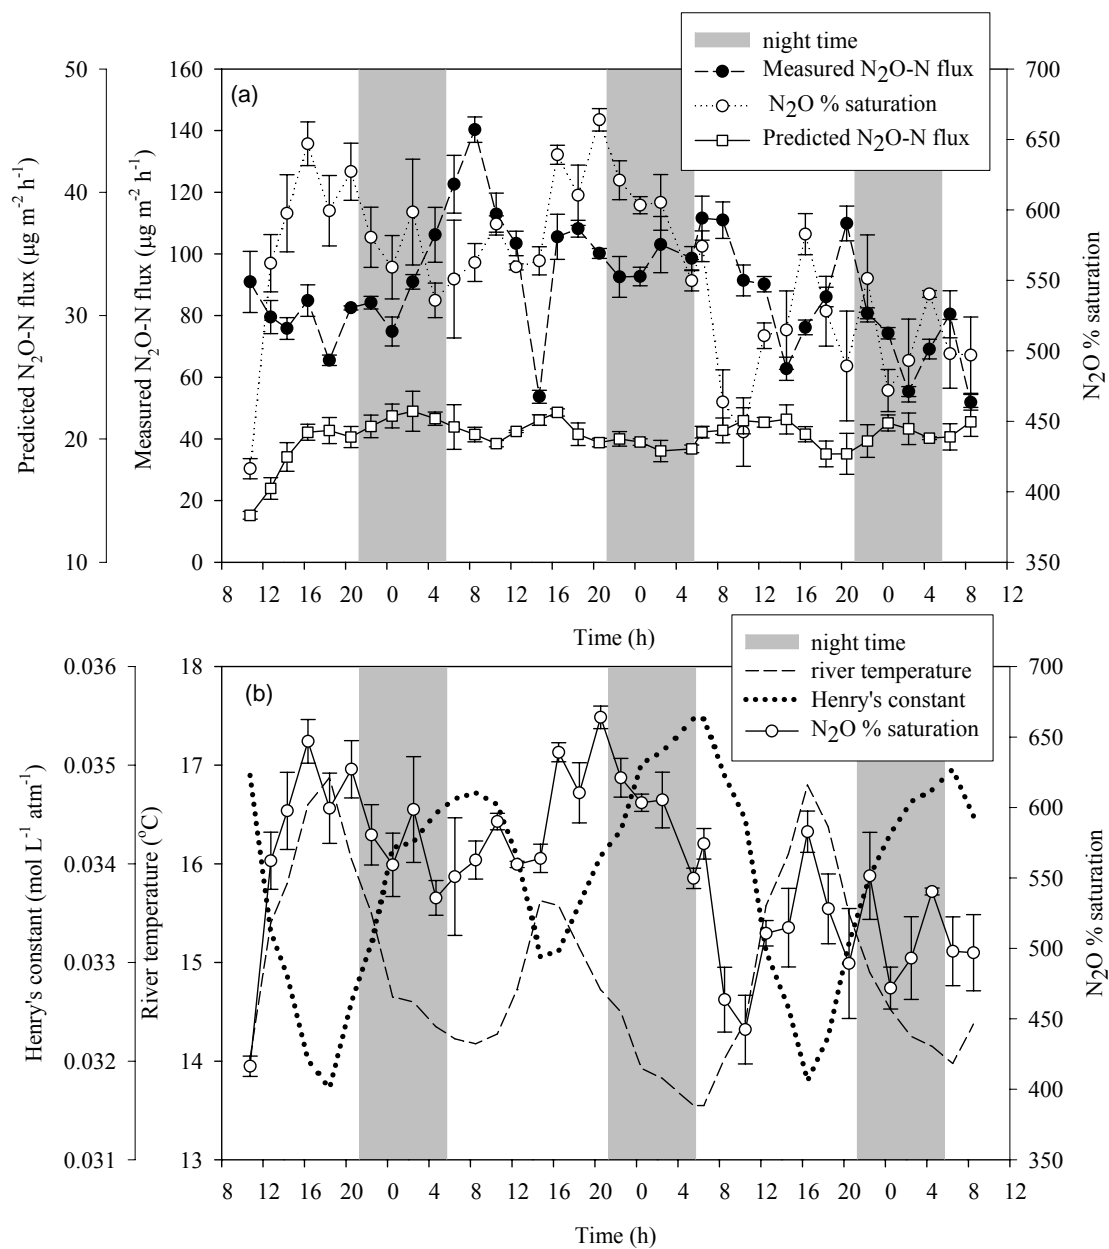 night time
Measured N₂O-N flux
N₂O % saturation
Predicted N₂O-N flux
(a)
50
40
30
20
10
Predicted N₂O-N flux (µg m⁻² h⁻¹)
160
140
120
100
80
60
40
20
0
Measured N₂O-N flux (µg m⁻² h⁻¹)
700
650
600
550
500
450
400
350
N₂O % saturation
8 12 16 20 0 4 8 12 16 20 0 4 8 12 16 20 0 4 8 12
Time (h)
night time
river temperature
Henry's constant
N₂O % saturation
(b)
0.036
0.035
0.034
0.033
0.032
0.031
Henry's constant (mol L⁻¹ atm⁻¹)
18
17
16
15
14
13
River temperature (°C)
700
650
600
550
500
450
400
350
N₂O % saturation
8 12 16 20 0 4 8 12 16 20 0 4 8 12 16 20 0 4 8 12
Time (h)